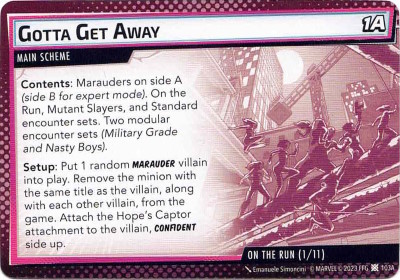 GOTTA GET AWAY
1A
MAIN SCHEME
Contents: Marauders on side A
(side B for expert mode). On the
Run, Mutant Slayers, and Standard
encounter sets. Two modular
encounter sets (Military Grade
and Nasty Boys).
Setup: Put 1 random MARAUDER villain
into play. Remove the minion with
the same title as the villain, along
with each other villain, from
the game. Attach the Hope's Captor
attachment to the villain, CONFIDENT
side up.
ON THE RUN (1/11)
Emanuele Simoncini © MARVEL © 2023 FFG 103A